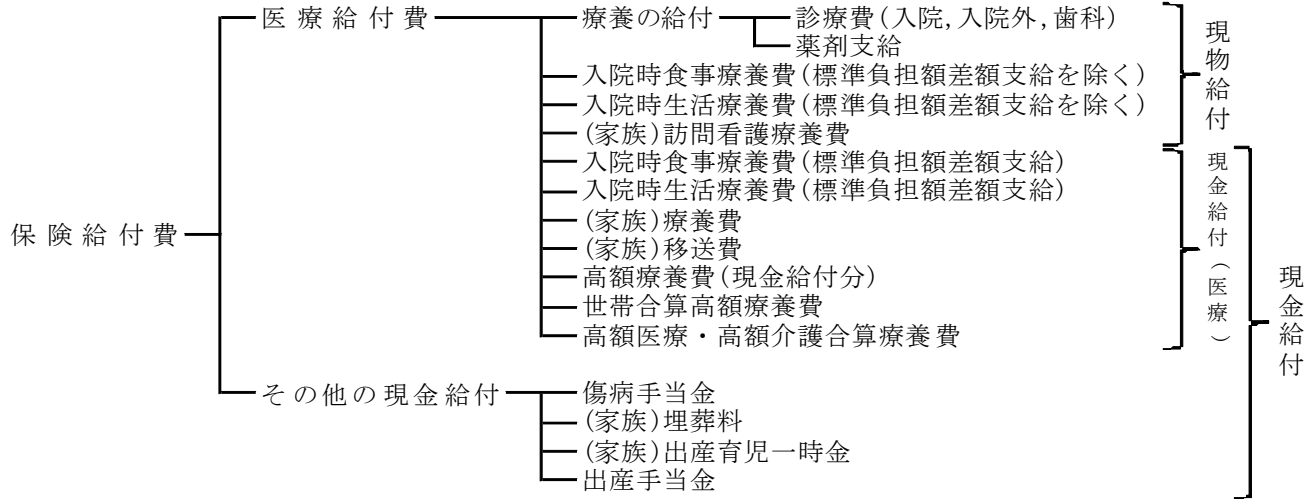 医療給付費
療養の給付
診療費(入院,入院外,歯科)
薬剤支給
入院時食事療養費(標準負担額差額支給を除く)
入院時生活療養費(標準負担額差額支給を除く)
(家族)訪問看護療養費
現物給付
入院時食事療養費(標準負担額差額支給)
入院時生活療養費(標準負担額差額支給)
(家族)療養費
保険給付費
(家族)移送費
高額療養費(現金給付分)
世帯合算高額療養費
高額医療・高額介護合算療養費
現金給付(医療)
現金給付
その他の現金給付
傷病手当金
(家族)埋葬料
(家族)出産育児一時金
出産手当金